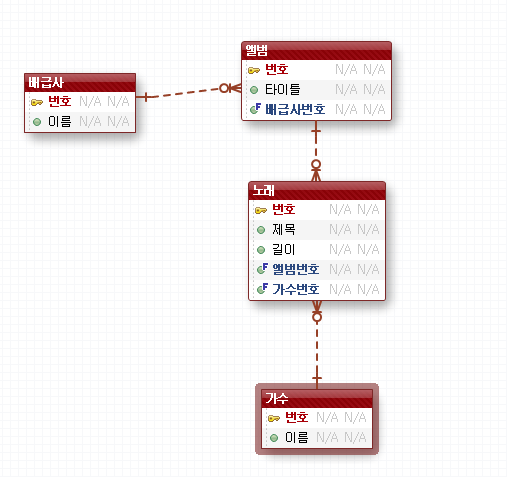 앨범
번호 N/A N/A
타이틀 N/A N/A
F 배급사번호 N/A N/A
배급사
번호 N/A N/A
이름 N/A N/A
노래
번호 N/A N/A
제목 N/A N/A
길이 N/A N/A
F 앨범번호 N/A N/A
F 가수번호 N/A N/A
가수
번호 N/A N/A
이름 N/A N/A